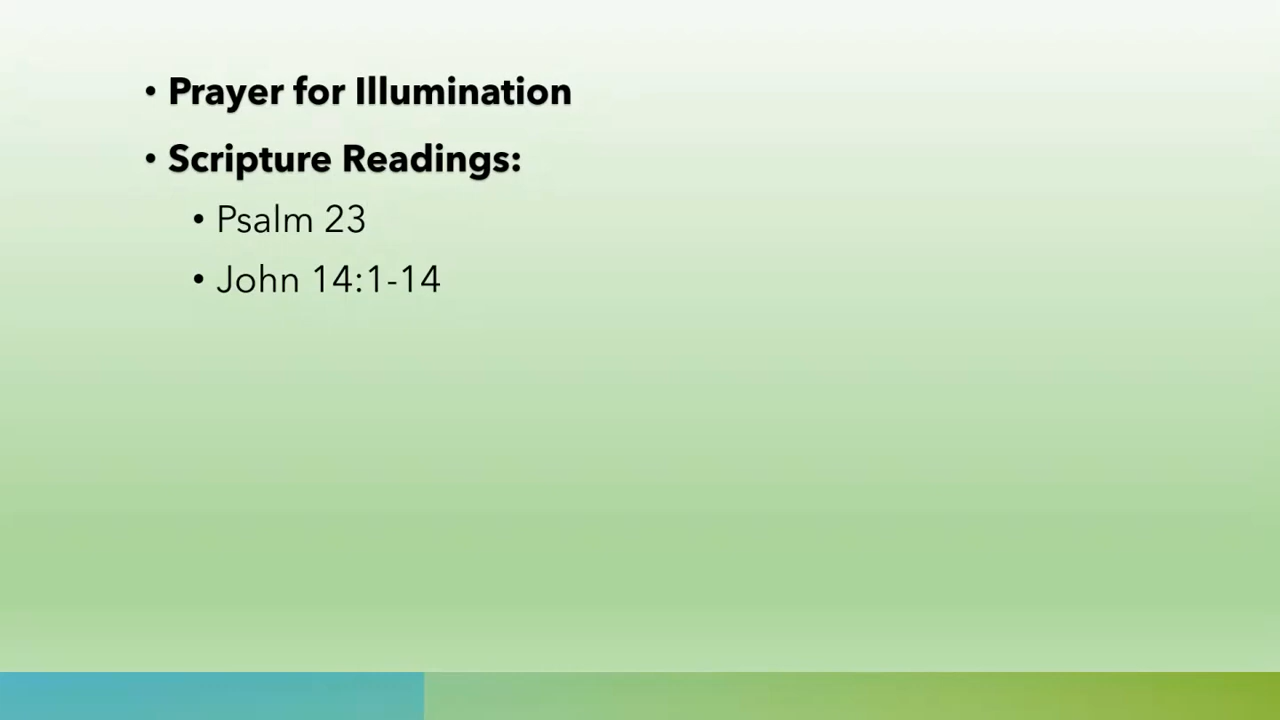 • Prayer for Illumination
• Scripture Readings:
• Psalm 23
• John 14:1-14